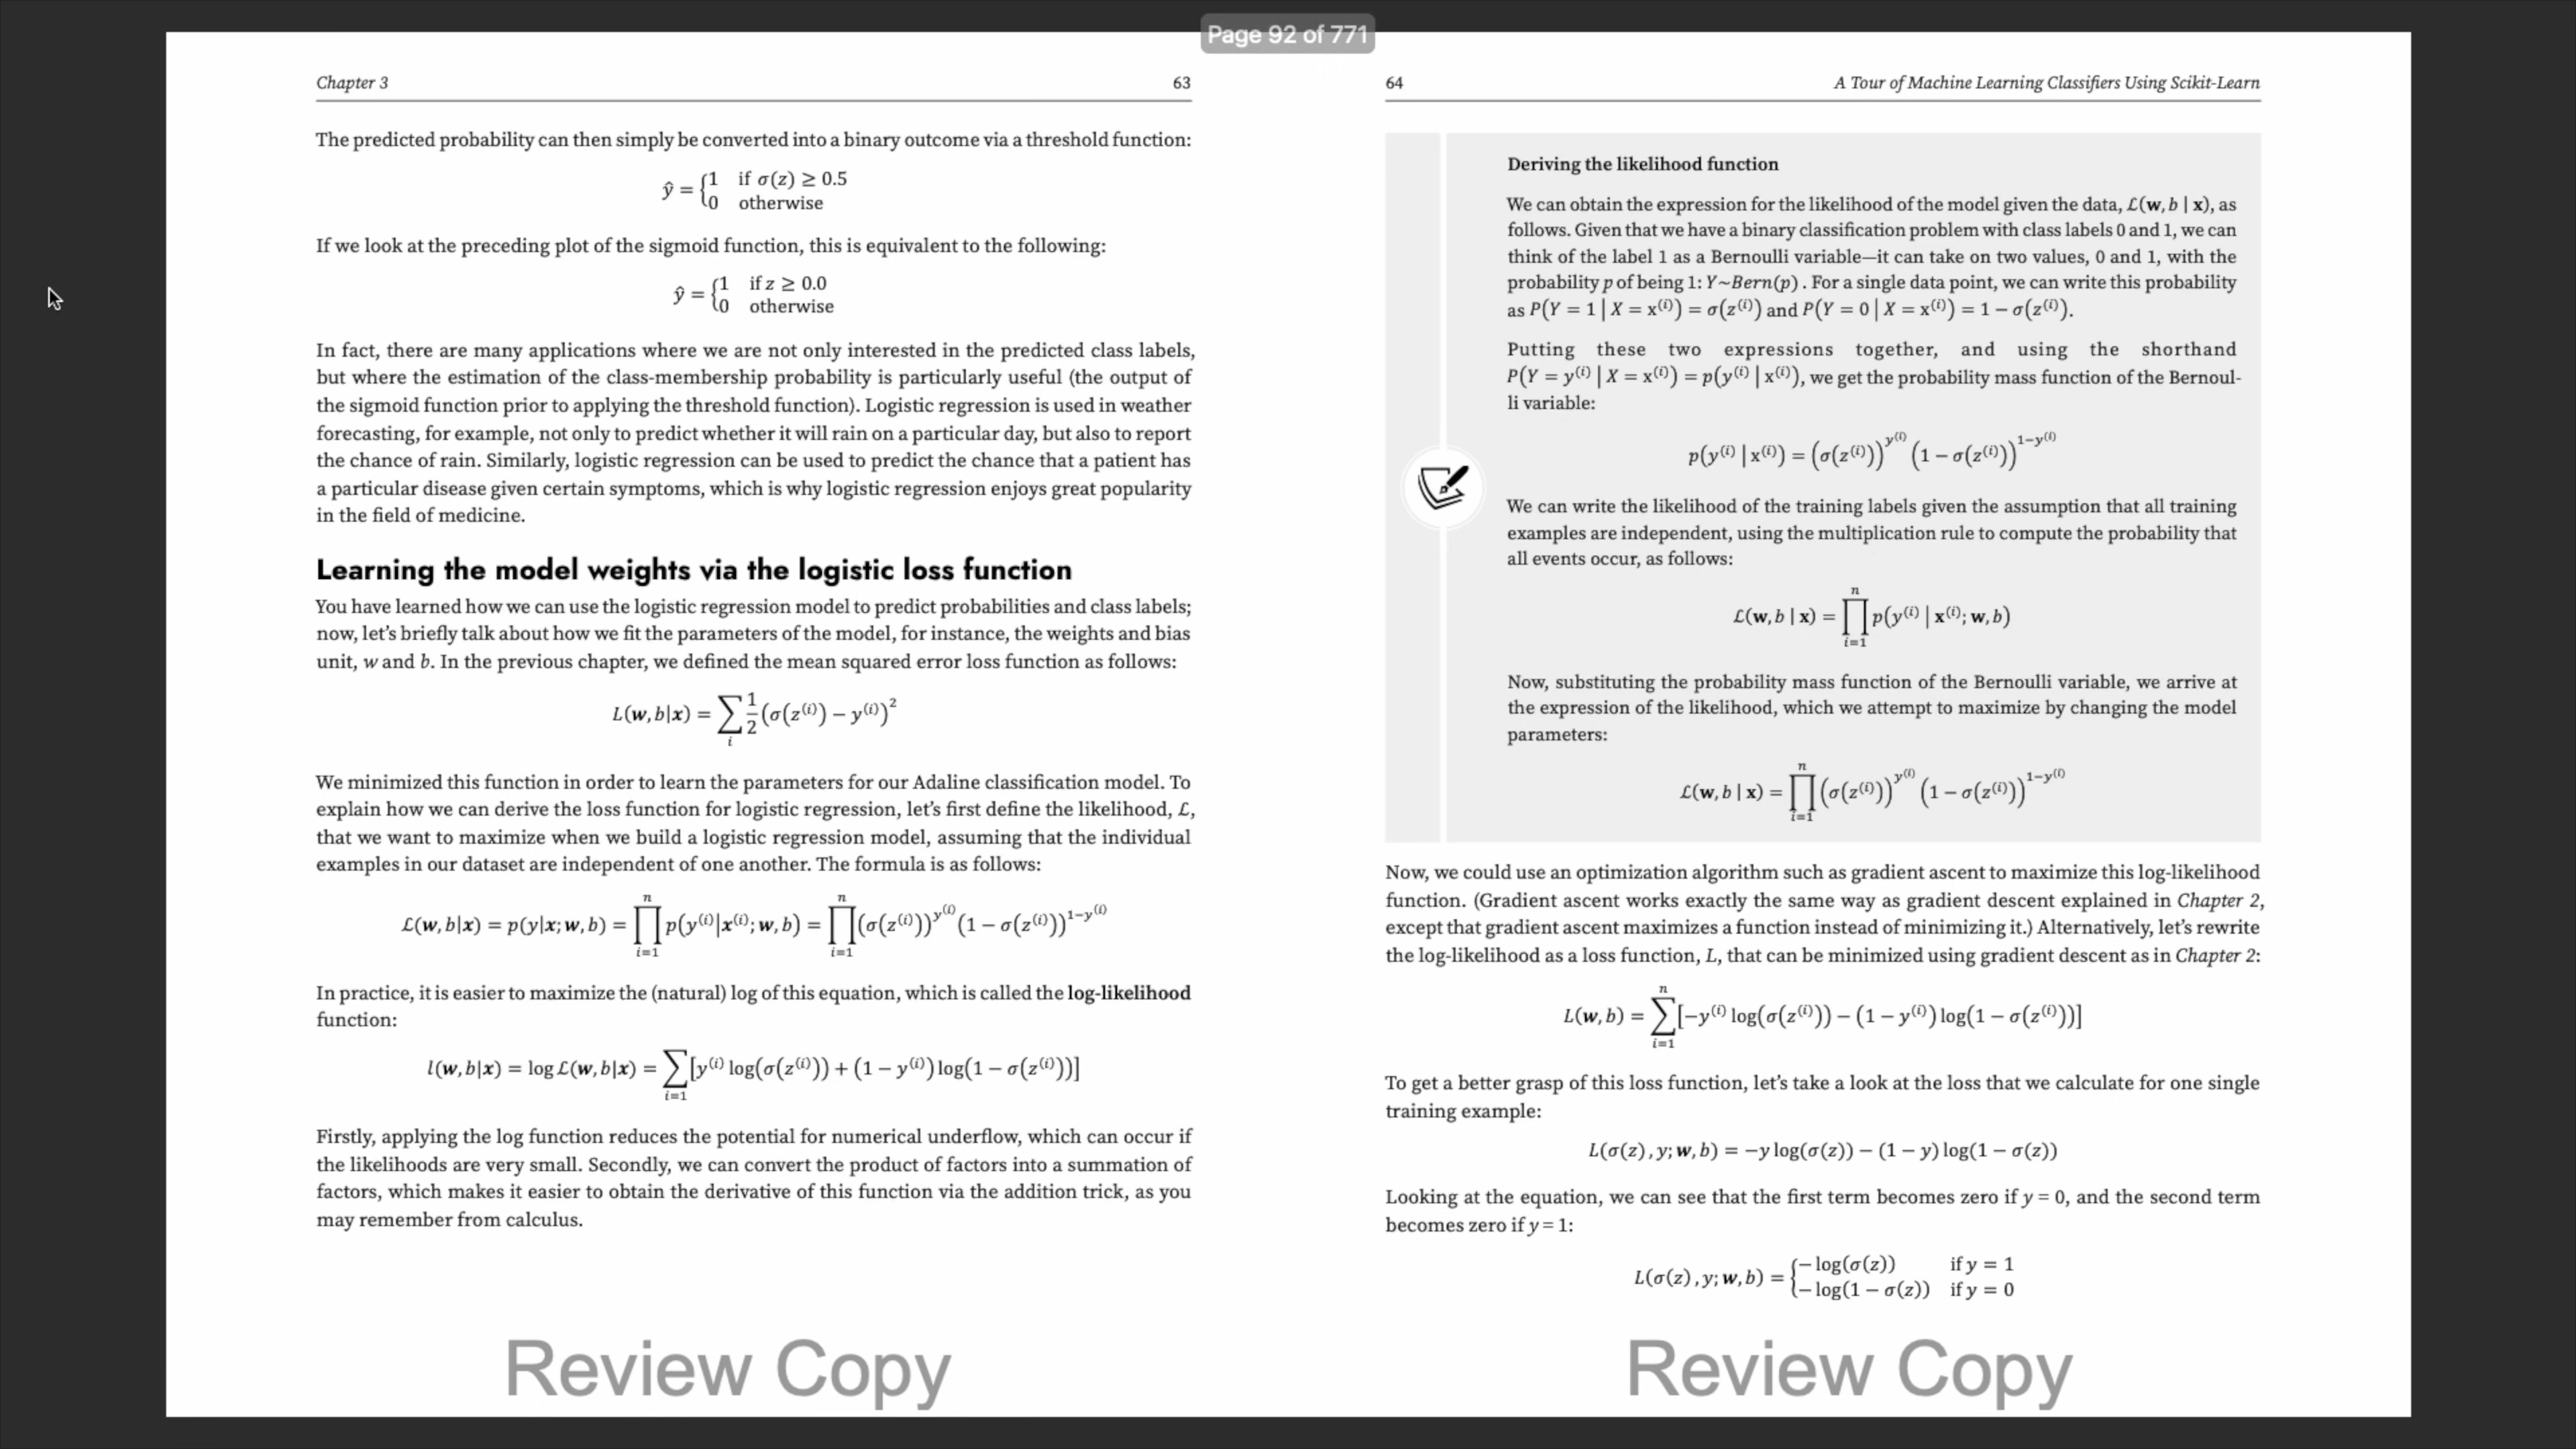 Page 92 of 771
Chapter 3 63
The predicted probability can then simply be converted into a binary outcome via a threshold function:
ŷ = {1 if σ(z) ≥ 0.5
0 otherwise
If we look at the preceding plot of the sigmoid function, this is equivalent to the following:
ŷ = {1 if z ≥ 0.0
0 otherwise
In fact, there are many applications where we are not only interested in the predicted class labels,
but where the estimation of the class-membership probability is particularly useful (the output of
the sigmoid function prior to applying the threshold function). Logistic regression is used in weather
forecasting, for example, not only to predict whether it will rain on a particular day, but also to report
the chance of rain. Similarly, logistic regression can be used to predict the chance that a patient has
a particular disease given certain symptoms, which is why logistic regression enjoys great popularity
in the field of medicine.
Learning the model weights via the logistic loss function
You have learned how we can use the logistic regression model to predict probabilities and class labels;
now, let's briefly talk about how we fit the parameters of the model, for instance, the weights and bias
unit, w and b. In the previous chapter, we defined the mean squared error loss function as follows:
L(w, b|x) = ∑_i 1/2 (σ(z⁽ⁱ⁾) − y⁽ⁱ⁾)²
We minimized this function in order to learn the parameters for our Adaline classification model. To
explain how we can derive the loss function for logistic regression, let's first define the likelihood, ℒ,
that we want to maximize when we build a logistic regression model, assuming that the individual
examples in our dataset are independent of one another. The formula is as follows:
ℒ(w, b|x) = p(y|x; w, b) = ∏_{i=1}^{n} p(y⁽ⁱ⁾|x⁽ⁱ⁾; w, b) = ∏_{i=1}^{n} (σ(z⁽ⁱ⁾))^{y⁽ⁱ⁾} (1 − σ(z⁽ⁱ⁾))^{1−y⁽ⁱ⁾}
In practice, it is easier to maximize the (natural) log of this equation, which is called the log-likelihood
function:
l(w, b|x) = log ℒ(w, b|x) = ∑_{i=1} [y⁽ⁱ⁾ log(σ(z⁽ⁱ⁾)) + (1 − y⁽ⁱ⁾) log(1 − σ(z⁽ⁱ⁾))]
Firstly, applying the log function reduces the potential for numerical underflow, which can occur if
the likelihoods are very small. Secondly, we can convert the product of factors into a summation of
factors, which makes it easier to obtain the derivative of this function via the addition trick, as you
may remember from calculus.
Review Copy
64 A Tour of Machine Learning Classifiers Using Scikit-Learn
Deriving the likelihood function
We can obtain the expression for the likelihood of the model given the data, ℒ(w, b | x), as
follows. Given that we have a binary classification problem with class labels 0 and 1, we can
think of the label 1 as a Bernoulli variable—it can take on two values, 0 and 1, with the
probability p of being 1: Y~Bern(p) . For a single data point, we can write this probability
as P(Y = 1 | X = x⁽ⁱ⁾) = σ(z⁽ⁱ⁾) and P(Y = 0 | X = x⁽ⁱ⁾) = 1 − σ(z⁽ⁱ⁾).
Putting these two expressions together, and using the shorthand
P(Y = y⁽ⁱ⁾ | X = x⁽ⁱ⁾) = p(y⁽ⁱ⁾ | x⁽ⁱ⁾), we get the probability mass function of the Bernoul-
li variable:
p(y⁽ⁱ⁾ | x⁽ⁱ⁾) = (σ(z⁽ⁱ⁾))^{y⁽ⁱ⁾} (1 − σ(z⁽ⁱ⁾))^{1−y⁽ⁱ⁾}
We can write the likelihood of the training labels given the assumption that all training
examples are independent, using the multiplication rule to compute the probability that
all events occur, as follows:
ℒ(w, b | x) = ∏_{i=1}^{n} p(y⁽ⁱ⁾ | x⁽ⁱ⁾; w, b)
Now, substituting the probability mass function of the Bernoulli variable, we arrive at
the expression of the likelihood, which we attempt to maximize by changing the model
parameters:
ℒ(w, b | x) = ∏_{i=1}^{n} (σ(z⁽ⁱ⁾))^{y⁽ⁱ⁾} (1 − σ(z⁽ⁱ⁾))^{1−y⁽ⁱ⁾}
Now, we could use an optimization algorithm such as gradient ascent to maximize this log-likelihood
function. (Gradient ascent works exactly the same way as gradient descent explained in Chapter 2,
except that gradient ascent maximizes a function instead of minimizing it.) Alternatively, let's rewrite
the log-likelihood as a loss function, L, that can be minimized using gradient descent as in Chapter 2:
L(w, b) = ∑_{i=1}^{n} [−y⁽ⁱ⁾ log(σ(z⁽ⁱ⁾)) − (1 − y⁽ⁱ⁾) log(1 − σ(z⁽ⁱ⁾))]
To get a better grasp of this loss function, let's take a look at the loss that we calculate for one single
training example:
L(σ(z), y; w, b) = −y log(σ(z)) − (1 − y) log(1 − σ(z))
Looking at the equation, we can see that the first term becomes zero if y = 0, and the second term
becomes zero if y = 1:
L(σ(z), y; w, b) = {− log(σ(z)) if y = 1
− log(1 − σ(z)) if y = 0
Review Copy